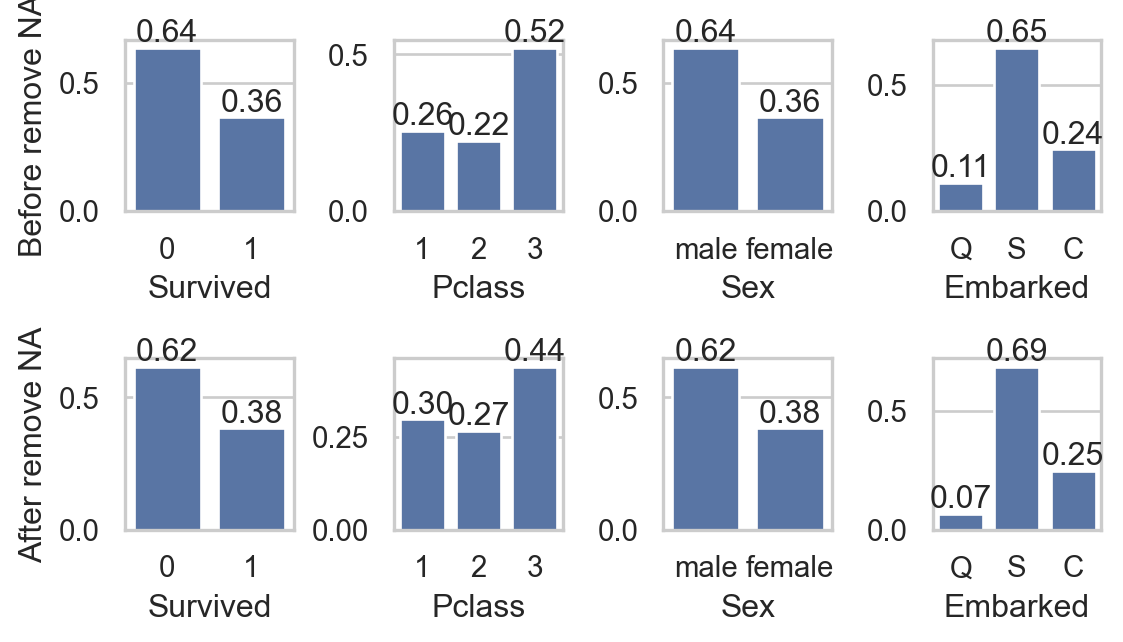 Before remove NA
0.64
0.36
0.5
0.0
0 1
Survived
0.26
0.22
0.52
0.5
0.0
1 2 3
Pclass
0.64
0.36
0.5
0.0
male female
Sex
0.11
0.65
0.24
0.5
0.0
Q S C
Embarked
After remove NA
0.62
0.38
0.5
0.0
0 1
Survived
0.30
0.27
0.44
0.25
0.00
1 2 3
Pclass
0.62
0.38
0.5
0.0
male female
Sex
0.07
0.69
0.25
0.5
0.0
Q S C
Embarked